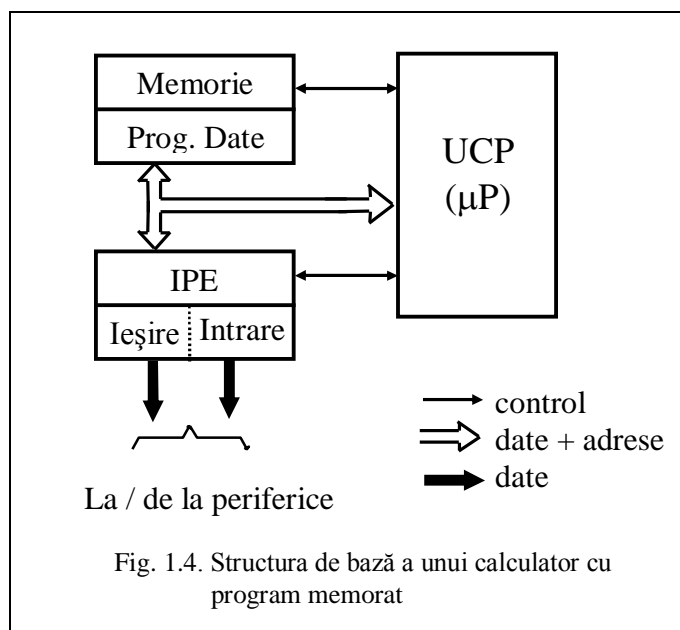 Memorie
Prog. Date
UCP
(μP)
IPE
Ieşire Intrare
control
date + adrese
date
La / de la periferice
Fig. 1.4. Structura de bază a unui calculator cu
program memorat